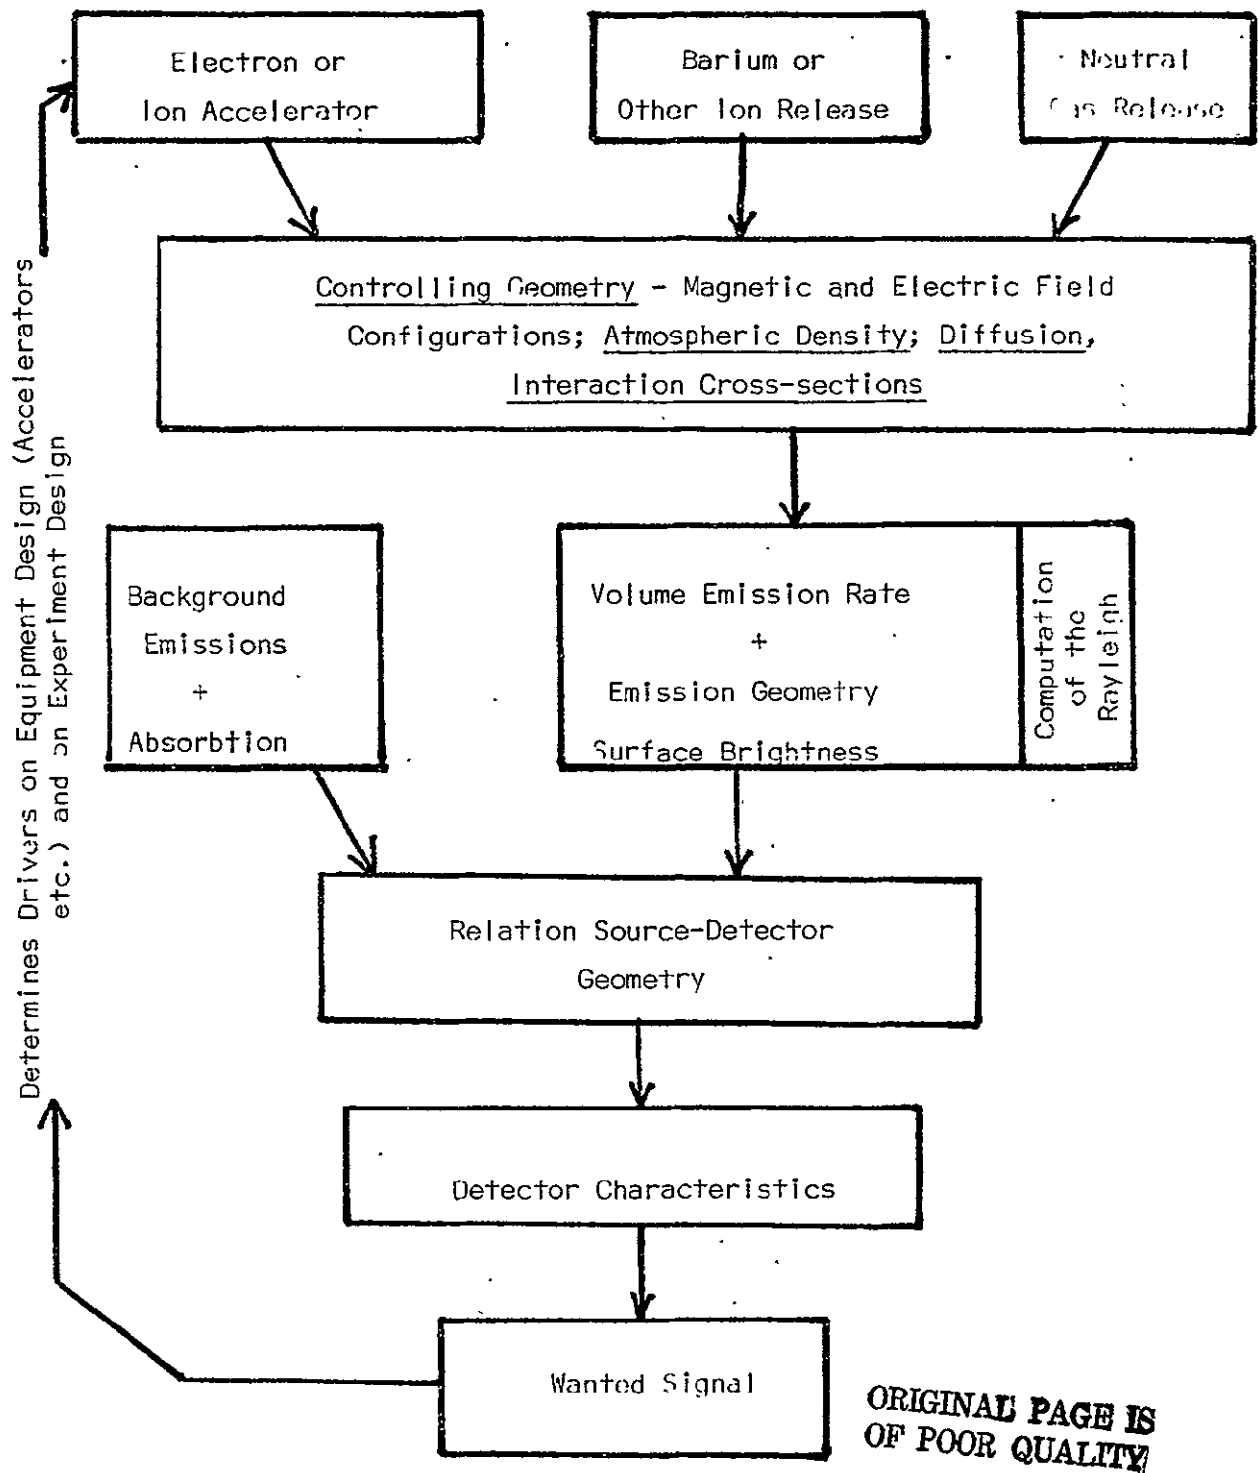 Electron or
Ion Accelerator
Barium or
Other Ion Release
Neutral
Gas Release
Controlling Geometry - Magnetic and Electric Field
Configurations; Atmospheric Density; Diffusion,
Interaction Cross-sections
Determines Drivers on Equipment Design (Accelerators
etc.) and on Experiment Design
Background
Emissions
+
Absorbtion
Volume Emission Rate
+
Emission Geometry
Surface Brightness
Computation
of the
Rayleigh
Relation Source-Detector
Geometry
Detector Characteristics
Wanted Signal
ORIGINAL PAGE IS
OF POOR QUALITY